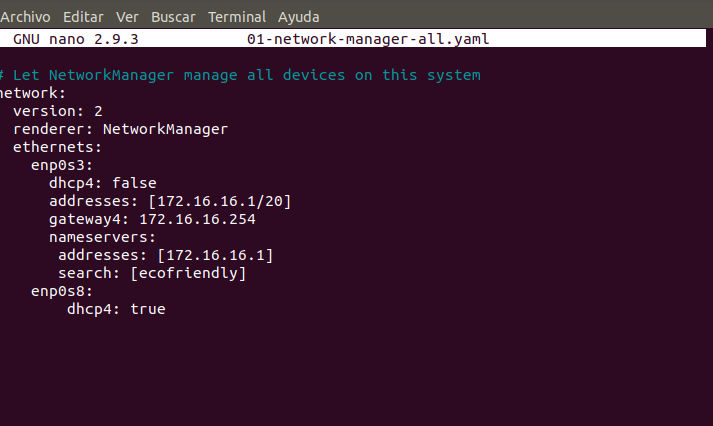 Archivo Editar Ver Buscar Terminal Ayuda
GNU nano 2.9.3 01-network-manager-all.yaml
# Let NetworkManager manage all devices on this system
network:
version: 2
renderer: NetworkManager
ethernets:
enp0s3:
dhcp4: false
addresses: [172.16.16.1/20]
gateway4: 172.16.16.254
nameservers:
addresses: [172.16.16.1]
search: [ecofriendly]
enp0s8:
dhcp4: true